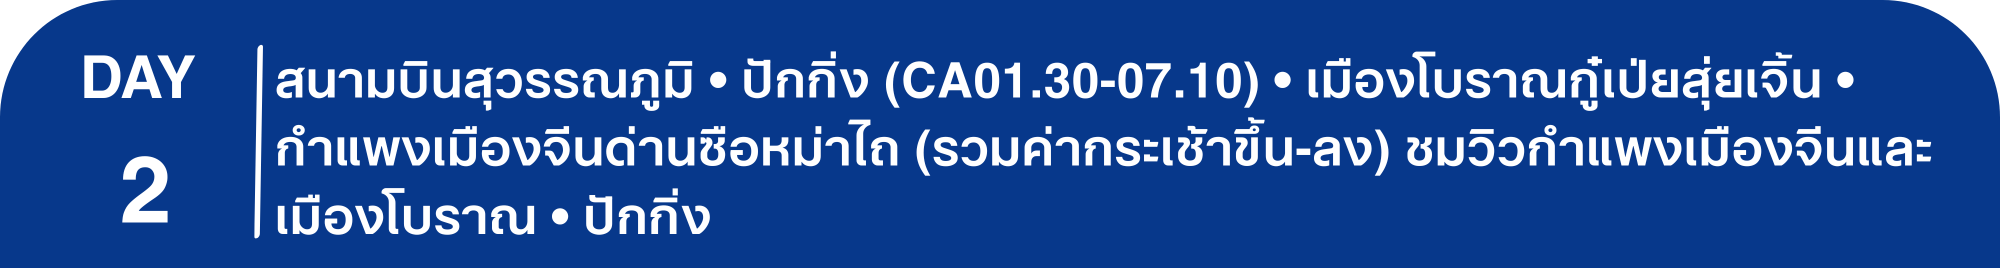 DAY
2
สนามบินสุวรรณภูมิ • ปักกิ่ง (CA01.30-07.10) • เมืองโบราณกู๋เป่ยสุ่ยเจิ้น •
กำแพงเมืองจีนด่านซือหม่าไถ (รวมค่ากระเช้าขึ้น-ลง) ชมวิวกำแพงเมืองจีนและ
เมืองโบราณ • ปักกิ่ง